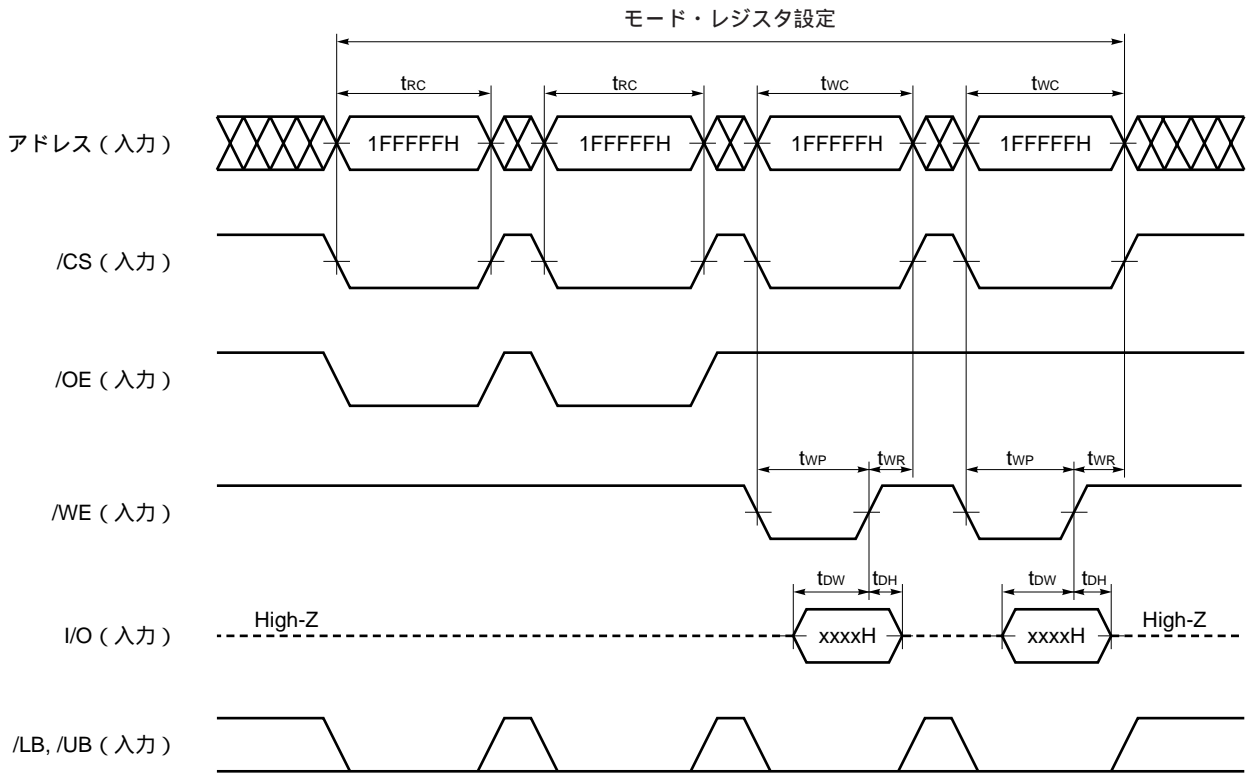 モード・レジスタ設定
tRC tRC tWC tWC
アドレス(入力) 1FFFFFH 1FFFFFH 1FFFFFH 1FFFFFH
/CS(入力)
/OE(入力)
tWP tWR tWP tWR
/WE(入力)
tDW tDH tDW tDH
I/O(入力) High-Z xxxxH xxxxH High-Z
/LB, /UB(入力)